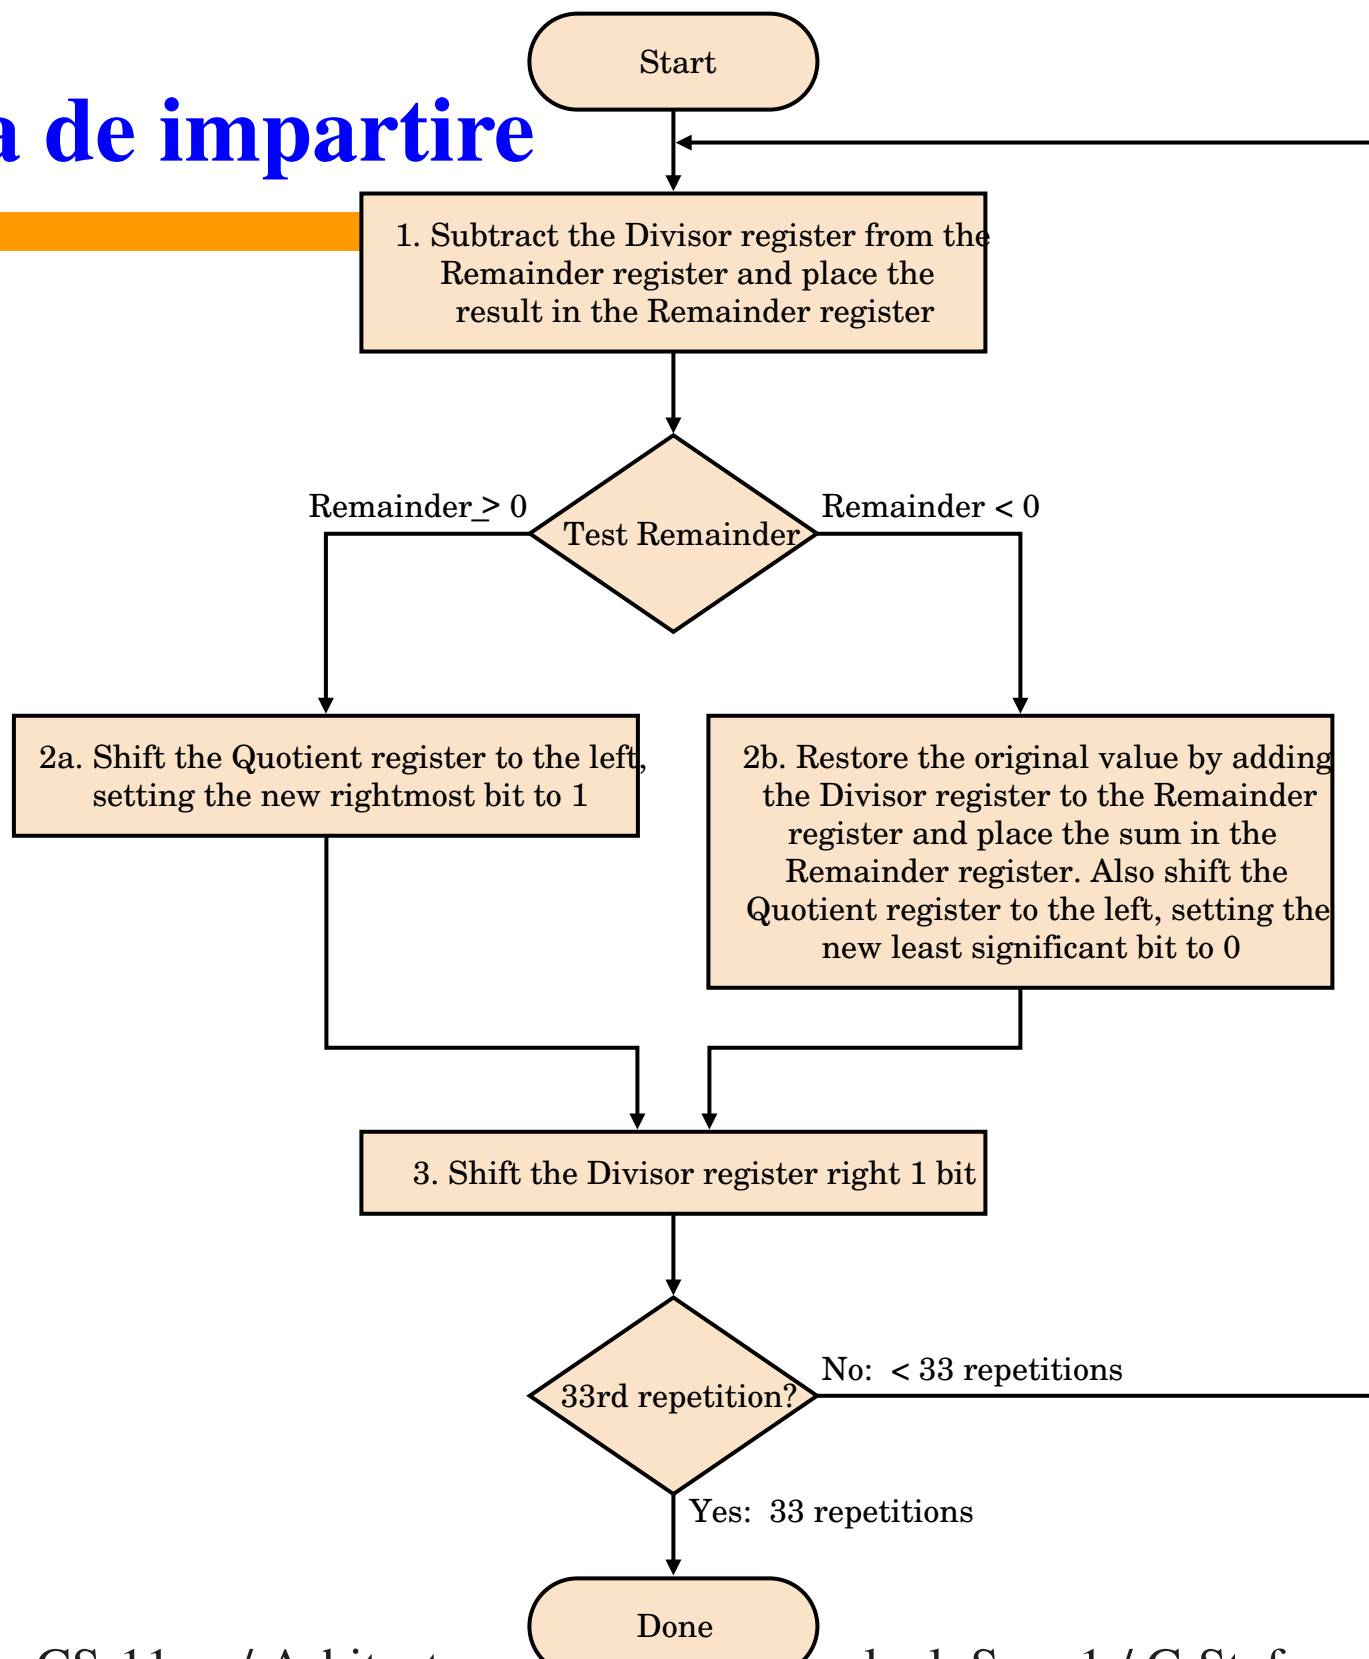 Start
a de impartire
1. Subtract the Divisor register from the
Remainder register and place the
result in the Remainder register
Remainder ≥ 0
Remainder < 0
Test Remainder
2a. Shift the Quotient register to the left,
setting the new rightmost bit to 1
2b. Restore the original value by adding
the Divisor register to the Remainder
register and place the sum in the
Remainder register. Also shift the
Quotient register to the left, setting the
new least significant bit to 0
3. Shift the Divisor register right 1 bit
No: < 33 repetitions
33rd repetition?
Yes: 33 repetitions
Done